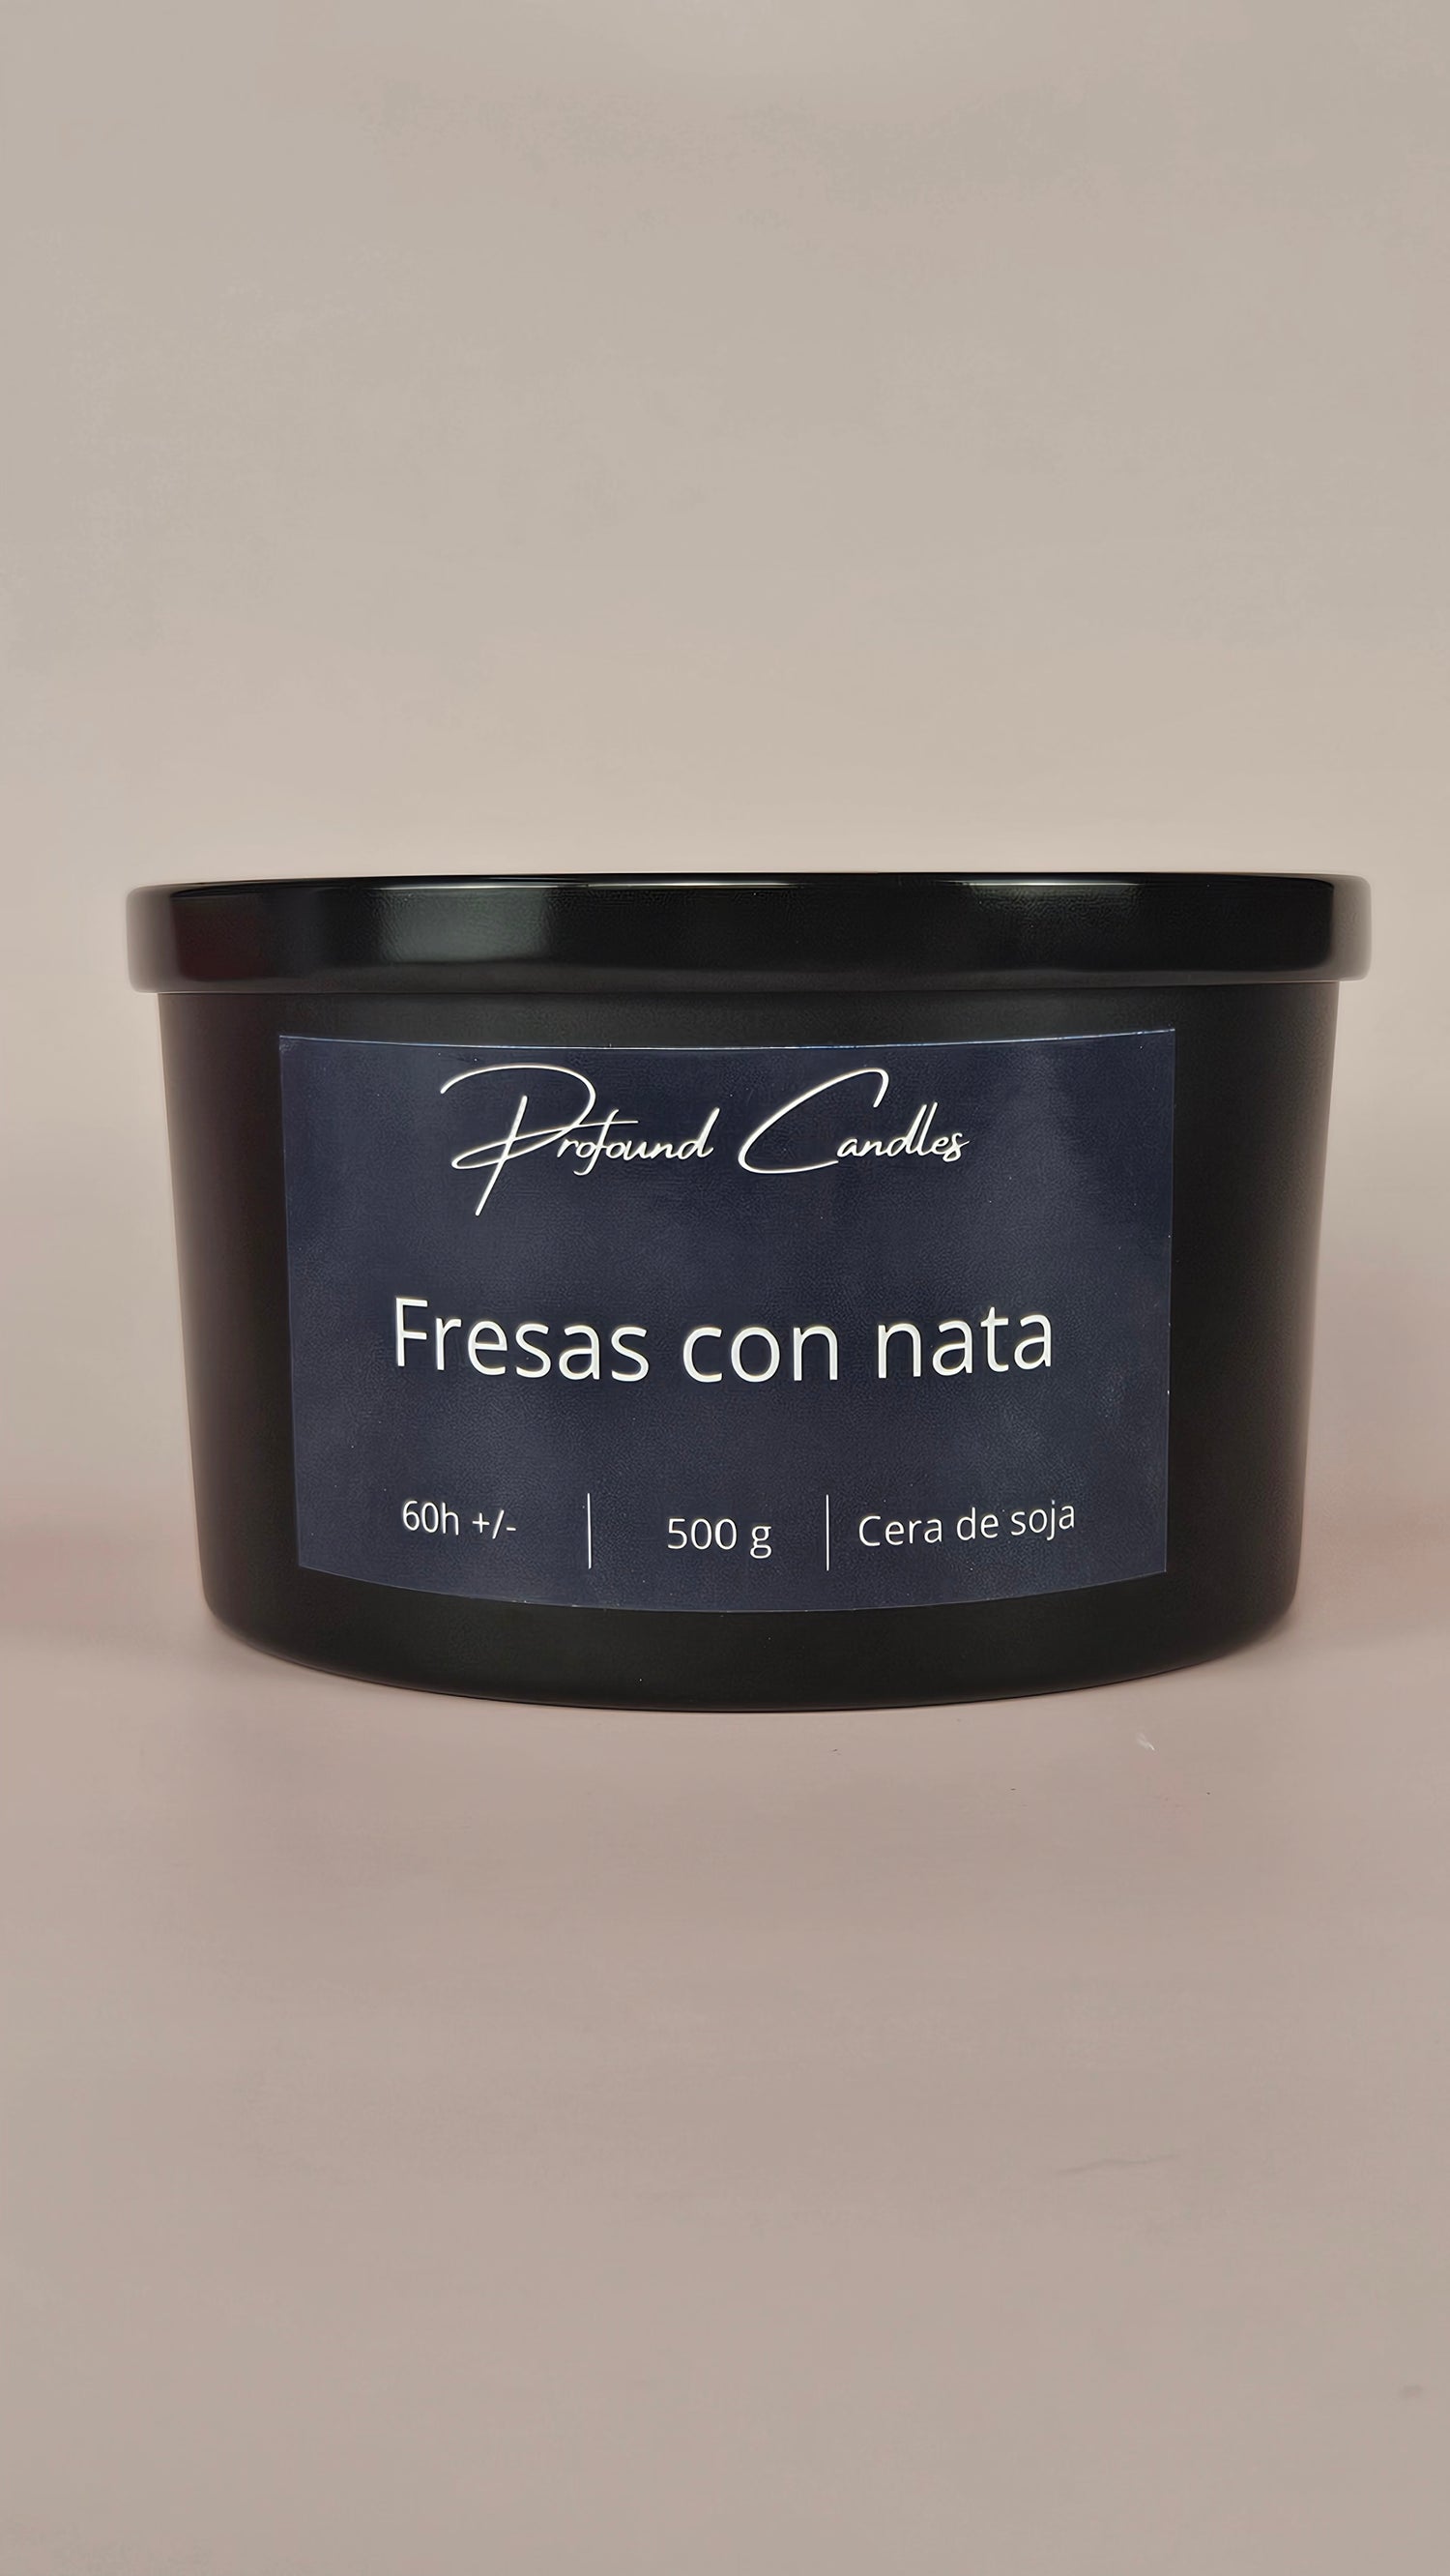 Profound Candles
Fresas con nata
60h +/- | 500 g | Cera de soja